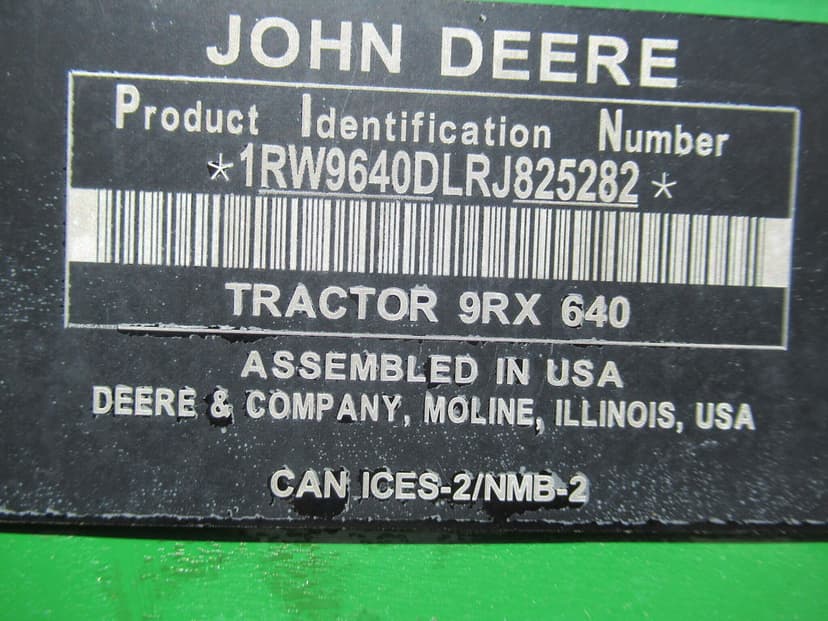 JOHN DEERE
Product Identification Number
*1RW9640DLRJ825282*
TRACTOR 9RX 640
ASSEMBLED IN USA
DEERE & COMPANY, MOLINE, ILLINOIS, USA
CAN ICES-2/NMB-2